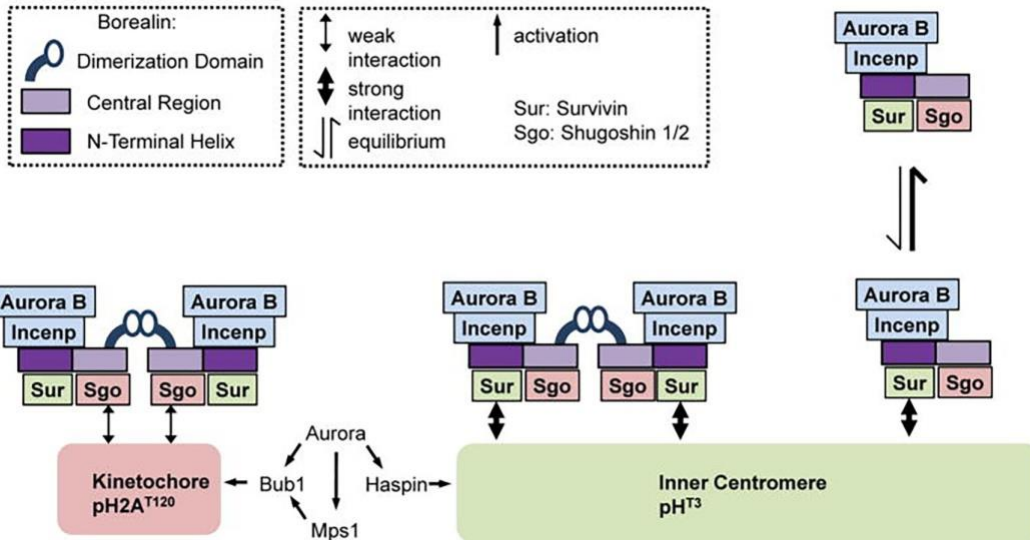 Borealin:
Dimerization Domain
Central Region
N-Terminal Helix
weak
interaction
strong
interaction
equilibrium
activation
Sur: Survivin
Sgo: Shugoshin 1/2
Aurora B
Incenp
Sur Sgo
Aurora B Aurora B
Incenp Incenp
Sur Sgo Sgo Sur
Aurora B Aurora B
Incenp Incenp
Sur Sgo Sgo Sur
Aurora B
Incenp
Sur Sgo
Kinetochore
pH2A^T120
Aurora
Bub1 Haspin
Mps1
Inner Centromere
pH^T3